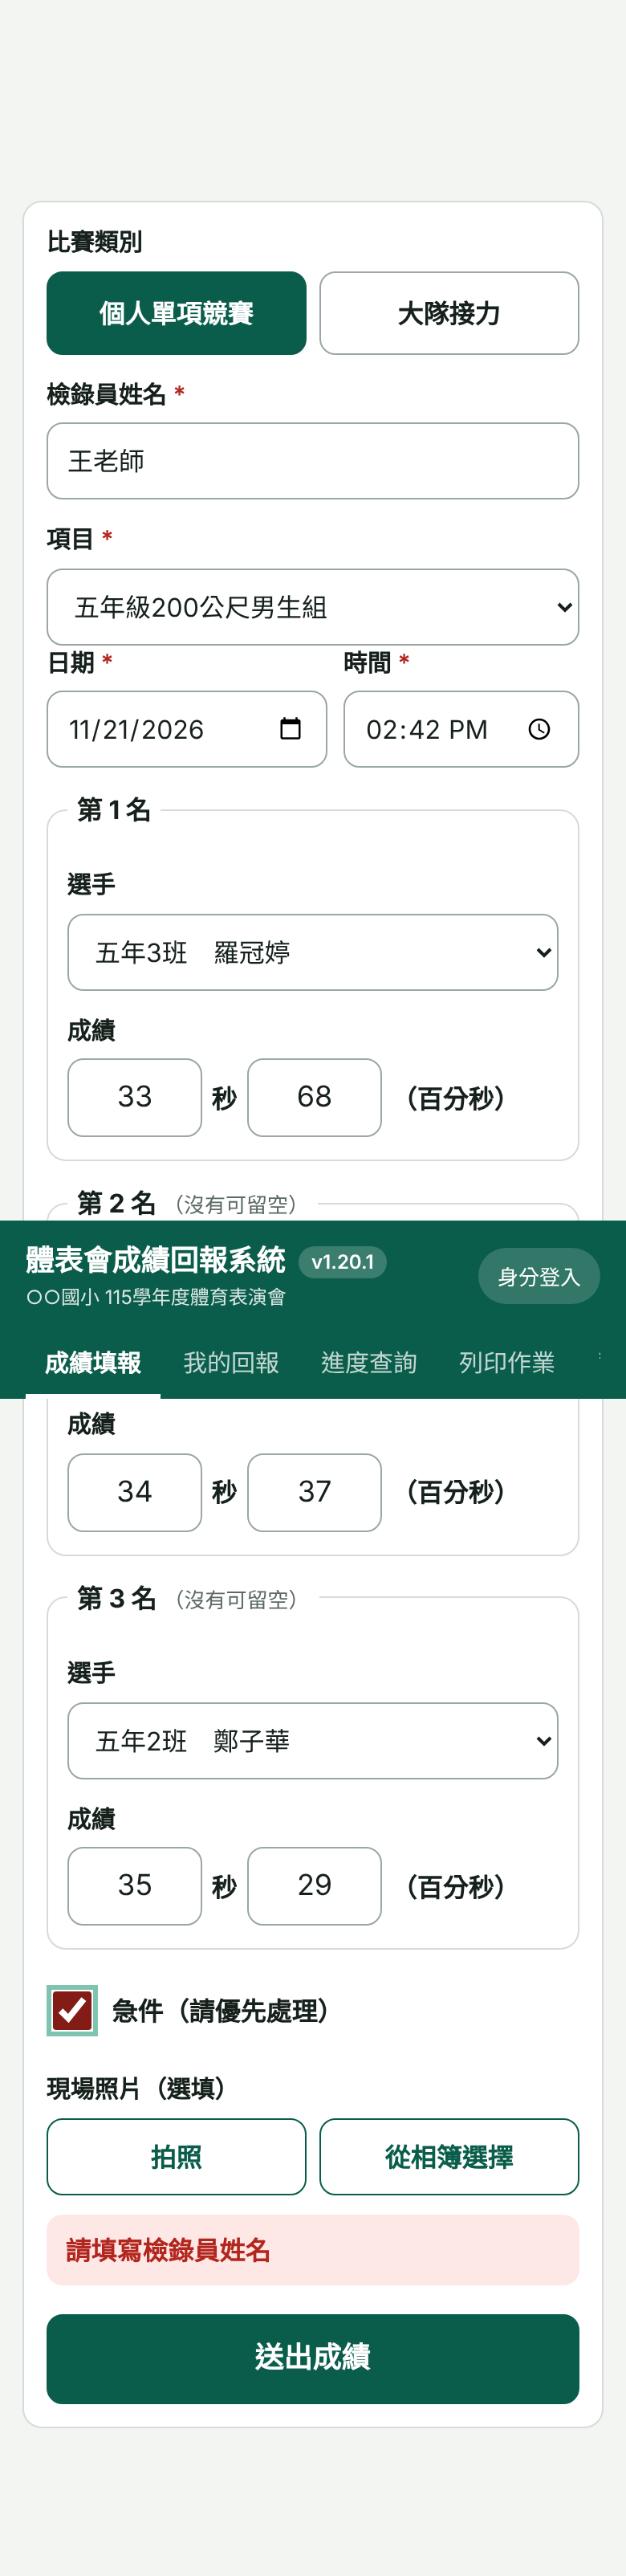 比賽類別
個人單項競賽 大隊接力
檢錄員姓名 *
王老師
項目 *
五年級200公尺男生組
日期 * 時間 *
11/21/2026 02:42 PM
第 1 名
選手
五年3班 羅冠婷
成績
33 秒 68 （百分秒）
第 2 名 （沒有可留空）
體表會成績回報系統 v1.20.1
○○國小 115學年度體育表演會
身分登入
成績填報 我的回報 進度查詢 列印作業
成績
34 秒 37 （百分秒）
第 3 名 （沒有可留空）
選手
五年2班 鄭子華
成績
35 秒 29 （百分秒）
急件（請優先處理）
現場照片（選填）
拍照 從相簿選擇
請填寫檢錄員姓名
送出成績